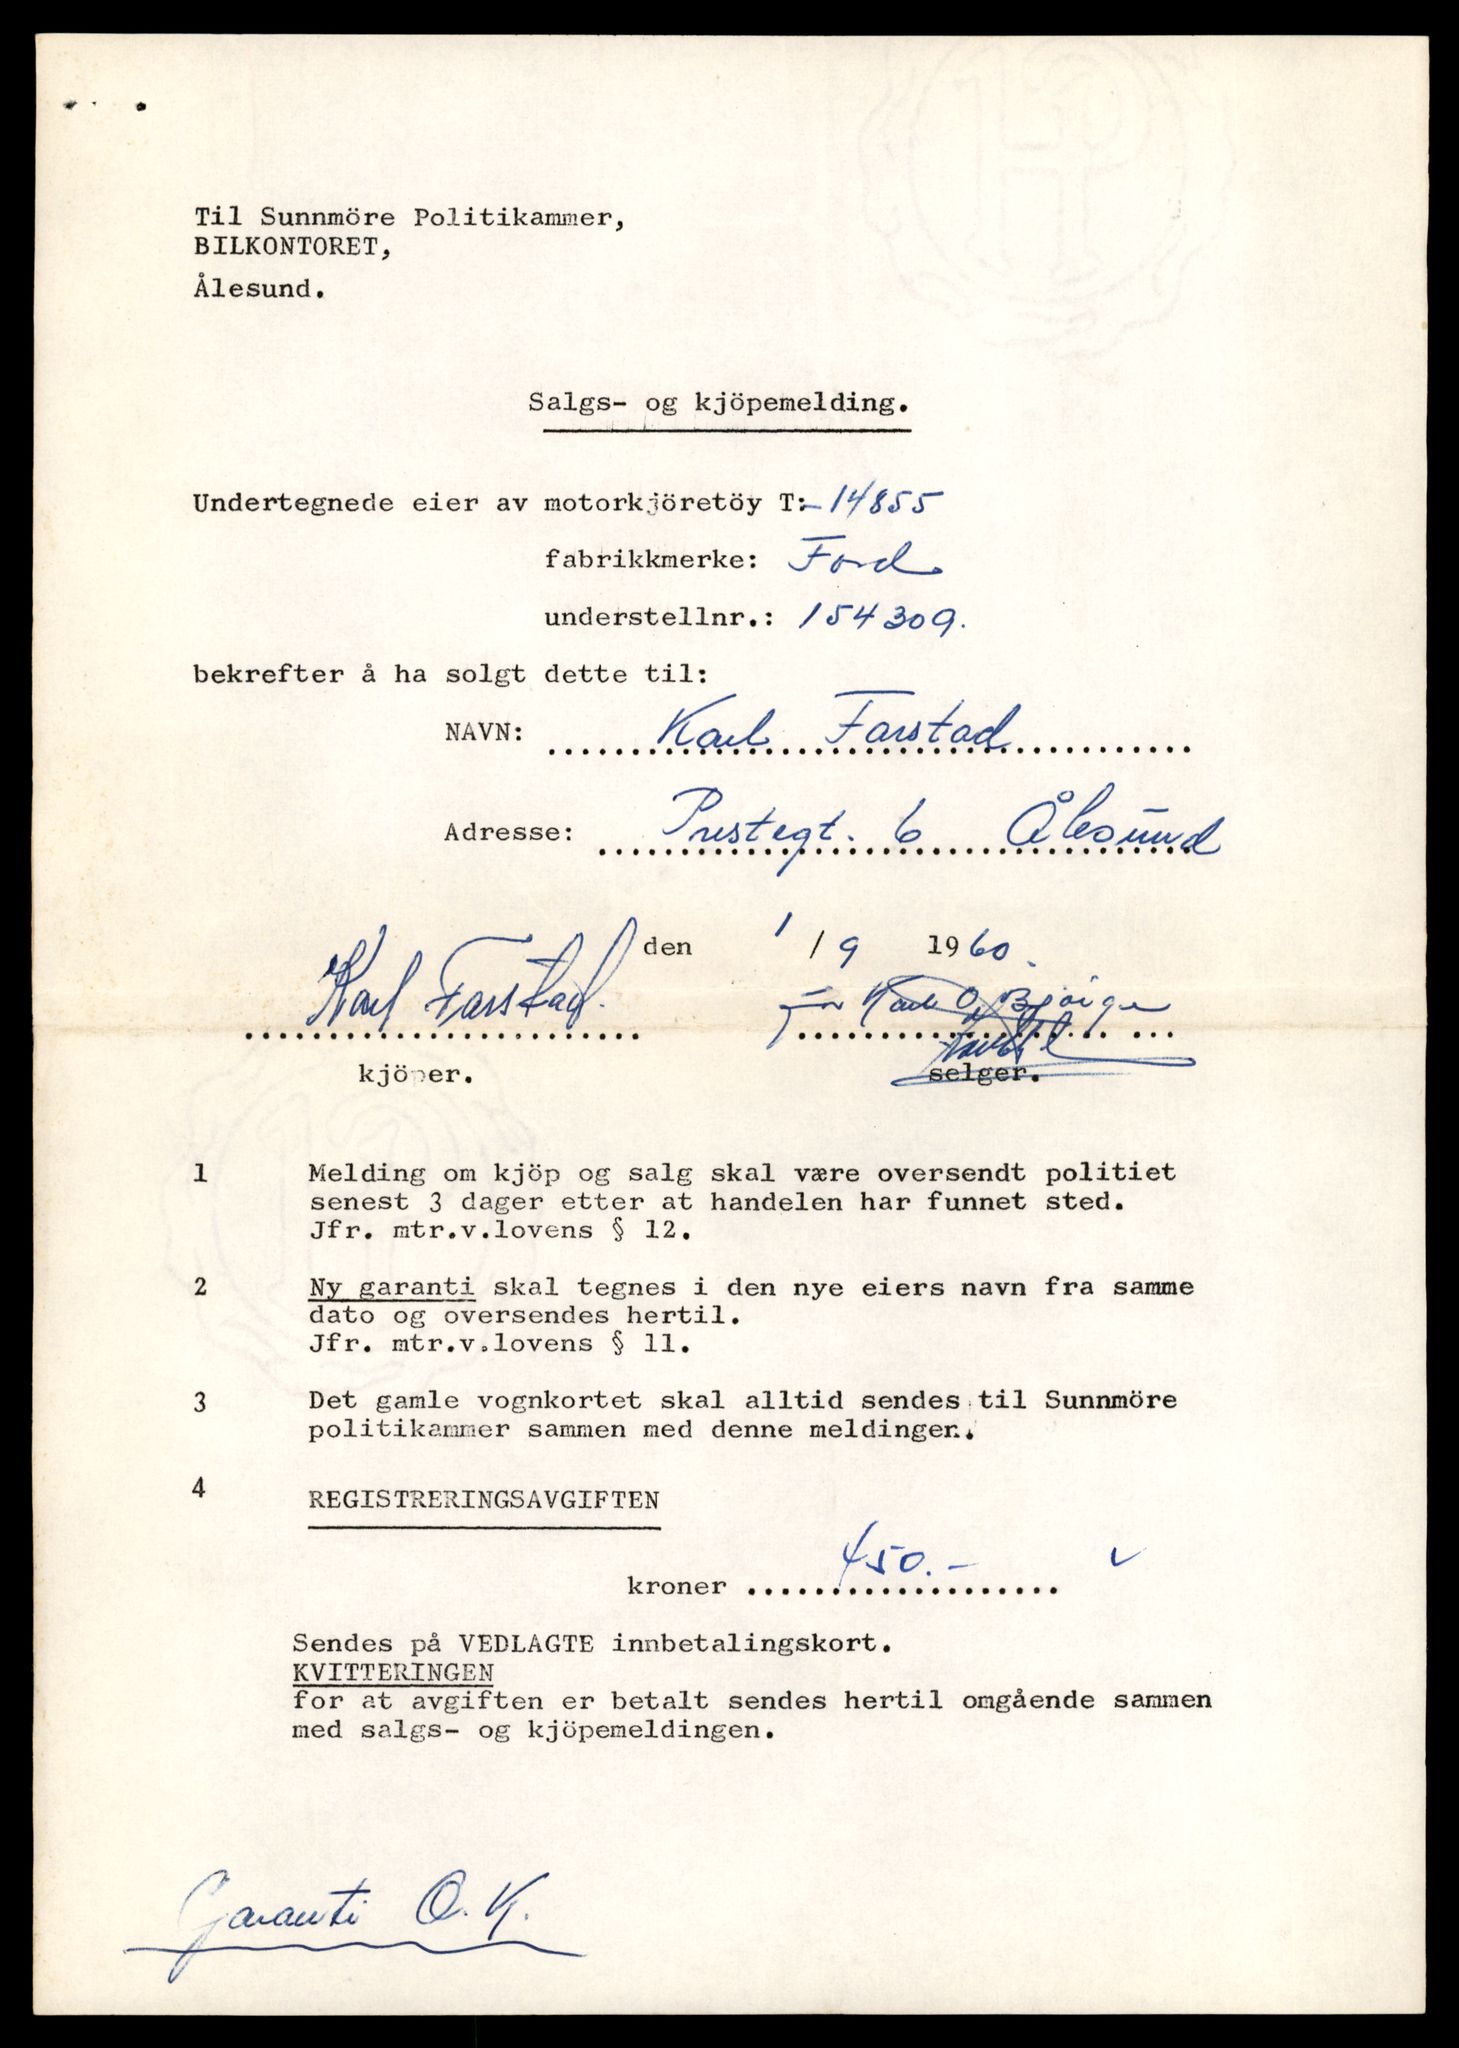 Til Sunnmöre Politikammer,
BILKONTORET,
Ålesund.
Salgs- og kjöpemelding.
Undertegnede eier av motorkjöretöy T:- 14855
fabrikkmerke: Ford
understellnr.: 154309.
bekrefter å ha solgt dette til:
NAVN: Karl Farstad
Adresse: Prestegt. 6 Ålesund
den 1/9 1960.
Karl Farstad. for Karl O. Bjørge
kjöper. selger.
1 Melding om kjöp og salg skal være oversendt politiet
senest 3 dager etter at handelen har funnet sted.
Jfr. mtr.v.lovens § 12.
2 Ny garanti skal tegnes i den nye eiers navn fra samme
dato og oversendes hertil.
Jfr. mtr.v.lovens § 11.
3 Det gamle vognkortet skal alltid sendes til Sunnmöre
politikammer sammen med denne meldingen.
4 REGISTRERINGSAVGIFTEN
450.-
kroner ...................
Sendes på VEDLAGTE innbetalingskort.
KVITTERINGEN
for at avgiften er betalt sendes hertil omgående sammen
med salgs- og kjöpemeldingen.
Garanti O.K.